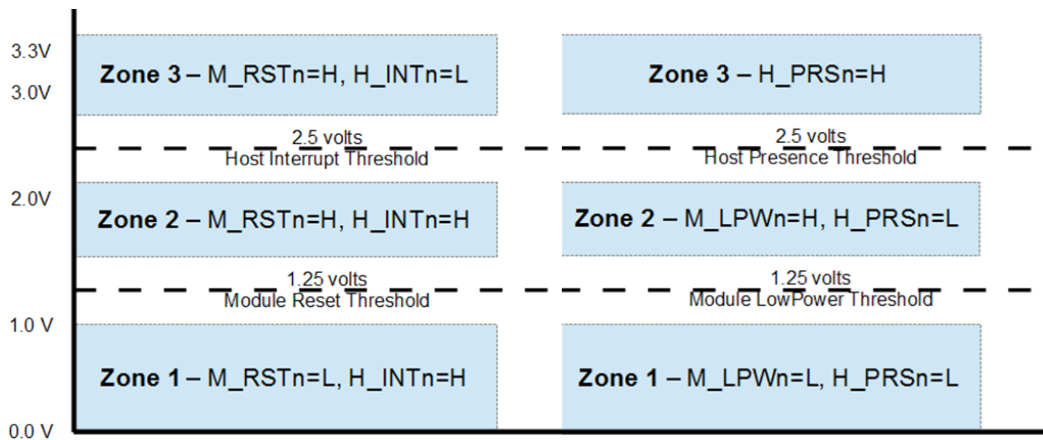 3.3V
Zone 3 – M_RSTn=H, H_INTn=L
Zone 3 – H_PRSn=H
3.0V
2.5 volts
2.5 volts
Host Interrupt Threshold
Host Presence Threshold
2.0V
Zone 2 – M_RSTn=H, H_INTn=H
Zone 2 – M_LPWn=H, H_PRSn=L
1.25 volts
1.25 volts
Module Reset Threshold
Module LowPower Threshold
1.0 V
Zone 1 – M_RSTn=L, H_INTn=H
Zone 1 – M_LPWn=L, H_PRSn=L
0.0 V